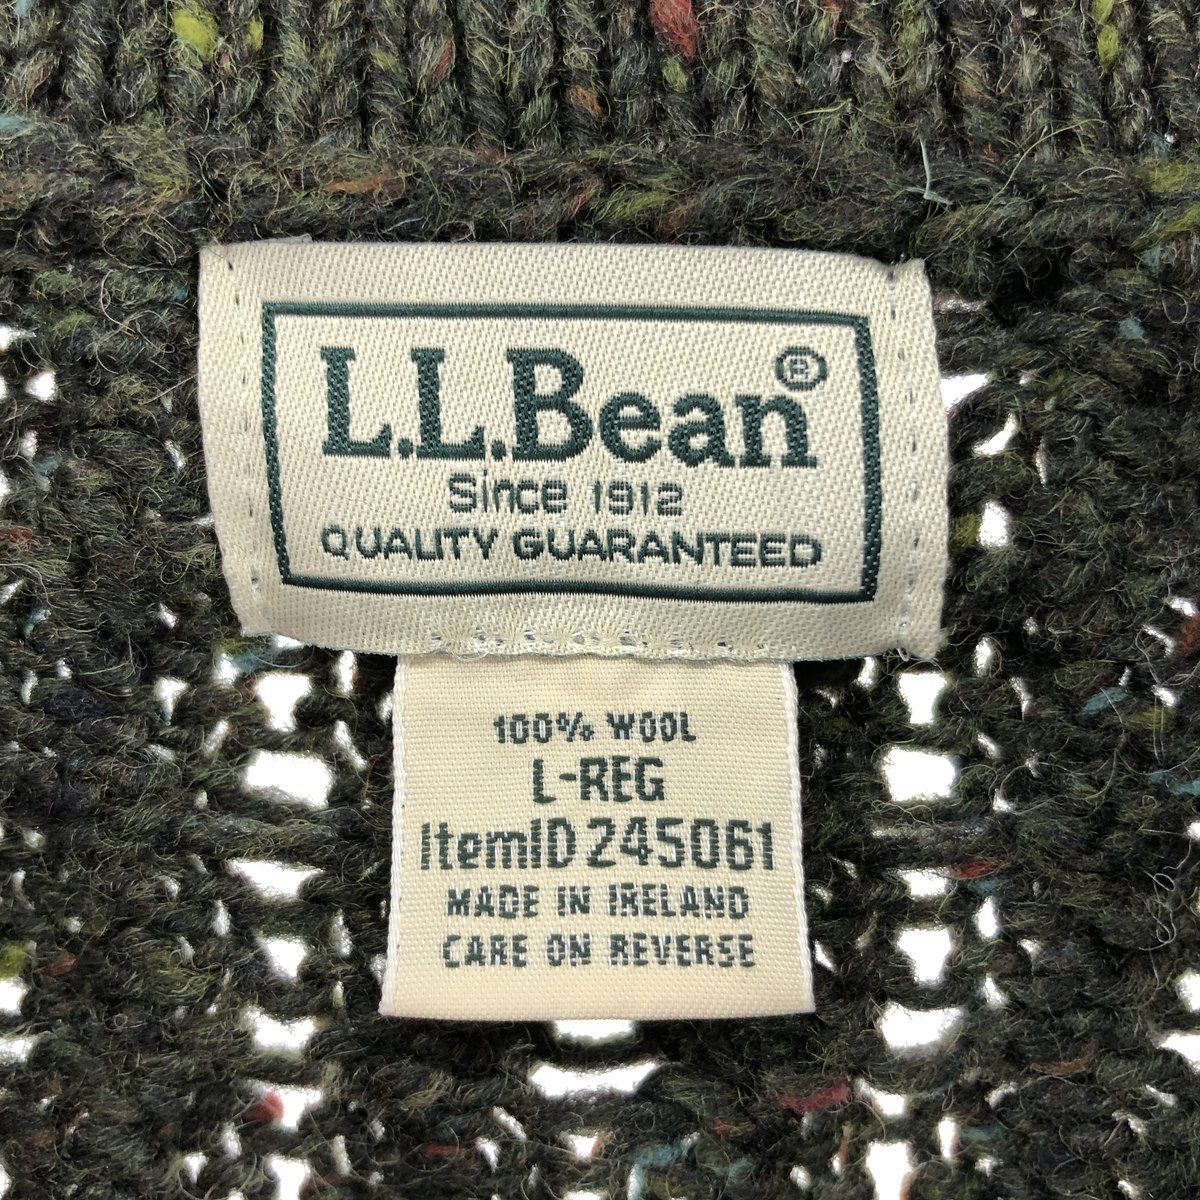 L.L.Bean®
Since 1912
QUALITY GUARANTEED
100% WOOL
L-REG
ItemID 245061
MADE IN IRELAND
CARE ON REVERSE